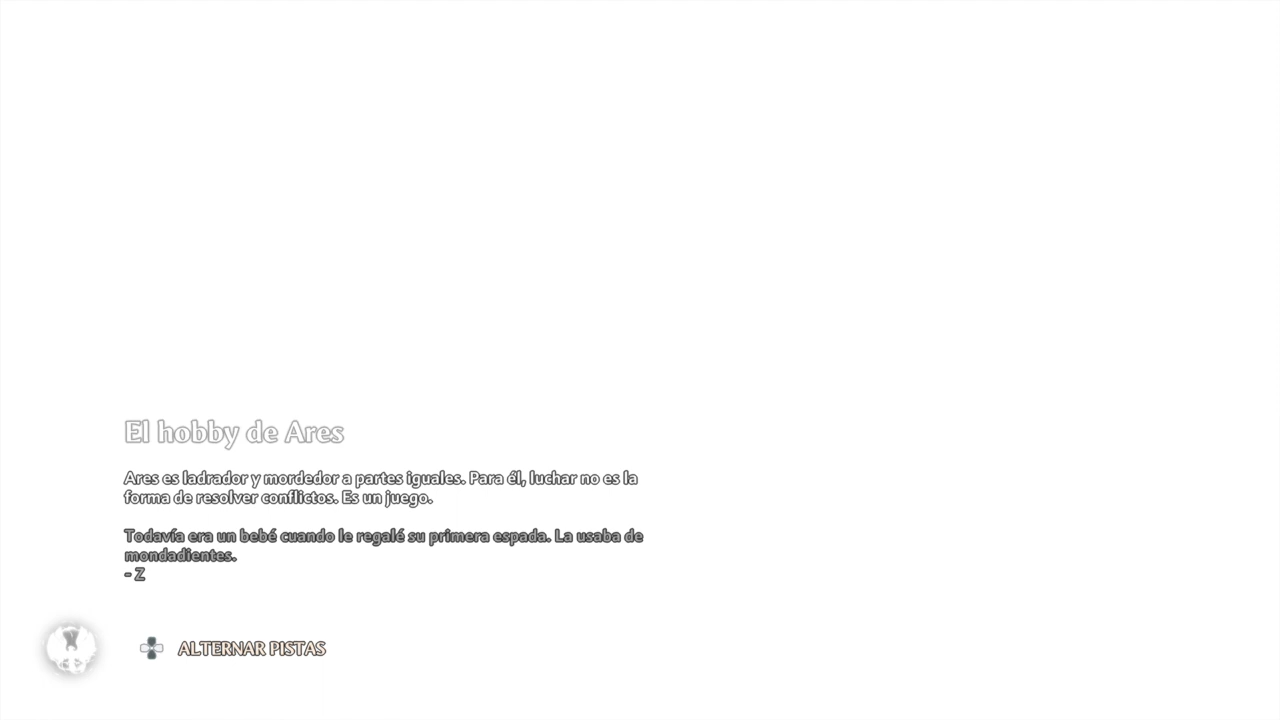 El hobby de Ares
Ares es ladrador y mordedor a partes iguales. Para él, luchar no es la
forma de resolver conflictos. Es un juego.
Todavía era un bebé cuando le regalé su primera espada. La usaba de
mondadientes.
- Z
ALTERNAR PISTAS